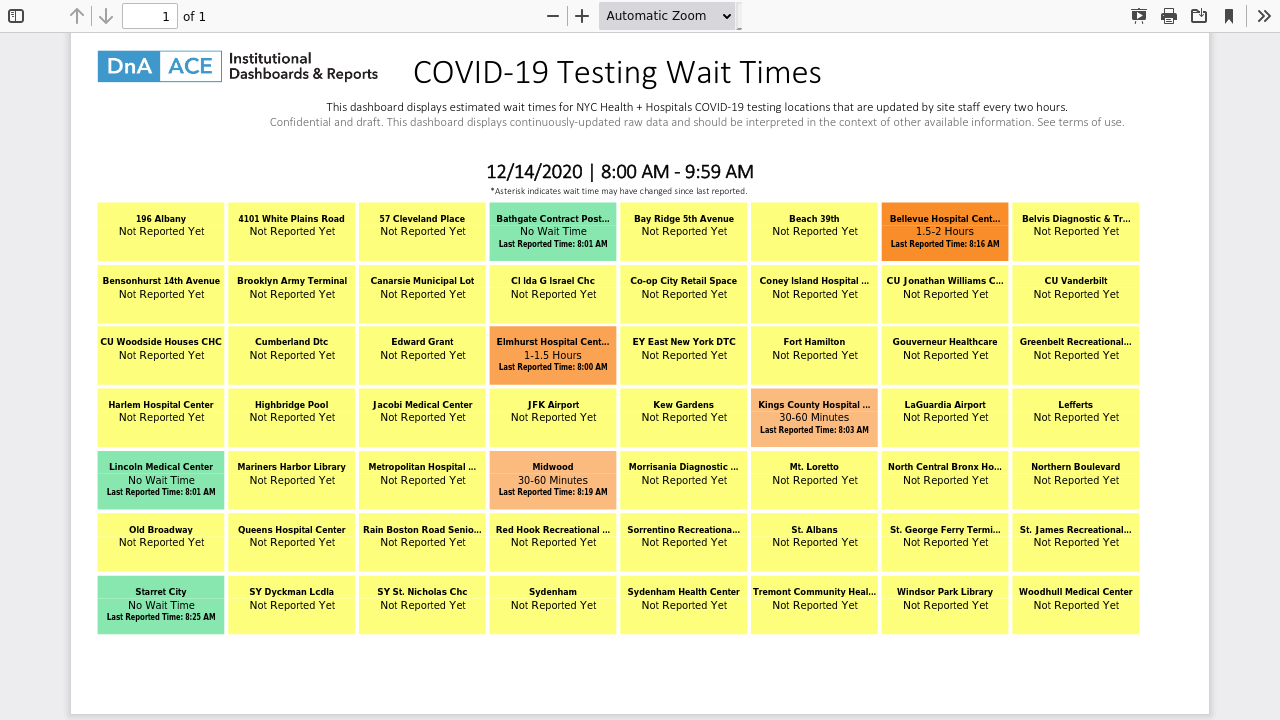 1 of 1 Automatic Zoom
DnA ACE Institutional
Dashboards & Reports
COVID-19 Testing Wait Times
This dashboard displays estimated wait times for NYC Health + Hospitals COVID-19 testing locations that are updated by site staff every two hours.
Confidential and draft. This dashboard displays continuously-updated raw data and should be interpreted in the context of other available information. See terms of use.
12/14/2020 | 8:00 AM - 9:59 AM
*Asterisk indicates wait time may have changed since last reported.
196 Albany 4101 White Plains Road 57 Cleveland Place Bathgate Contract Post... Bay Ridge 5th Avenue Beach 39th Bellevue Hospital Cent... Belvis Diagnostic & Tr...
Not Reported Yet Not Reported Yet Not Reported Yet No Wait Time Not Reported Yet Not Reported Yet 1.5-2 Hours Not Reported Yet
Last Reported Time: 8:01 AM Last Reported Time: 8:16 AM
Bensonhurst 14th Avenue Brooklyn Army Terminal Canarsie Municipal Lot CI Ida G Israel Chc Co-op City Retail Space Coney Island Hospital ... CU Jonathan Williams C... CU Vanderbilt
Not Reported Yet Not Reported Yet Not Reported Yet Not Reported Yet Not Reported Yet Not Reported Yet Not Reported Yet Not Reported Yet
CU Woodside Houses CHC Cumberland Dtc Edward Grant Elmhurst Hospital Cent... EY East New York DTC Fort Hamilton Gouverneur Healthcare Greenbelt Recreational...
Not Reported Yet Not Reported Yet Not Reported Yet 1-1.5 Hours Not Reported Yet Not Reported Yet Not Reported Yet Not Reported Yet
Last Reported Time: 8:00 AM
Harlem Hospital Center Highbridge Pool Jacobi Medical Center JFK Airport Kew Gardens Kings County Hospital ... LaGuardia Airport Lefferts
Not Reported Yet Not Reported Yet Not Reported Yet Not Reported Yet Not Reported Yet 30-60 Minutes Not Reported Yet Not Reported Yet
Last Reported Time: 8:03 AM
Lincoln Medical Center Mariners Harbor Library Metropolitan Hospital ... Midwood Morrisania Diagnostic ... Mt. Loretto North Central Bronx Ho... Northern Boulevard
No Wait Time Not Reported Yet Not Reported Yet 30-60 Minutes Not Reported Yet Not Reported Yet Not Reported Yet Not Reported Yet
Last Reported Time: 8:01 AM Last Reported Time: 8:19 AM
Old Broadway Queens Hospital Center Rain Boston Road Senio... Red Hook Recreational ... Sorrentino Recreationa... St. Albans St. George Ferry Termi... St. James Recreational...
Not Reported Yet Not Reported Yet Not Reported Yet Not Reported Yet Not Reported Yet Not Reported Yet Not Reported Yet Not Reported Yet
Starret City SY Dyckman Lcdla SY St. Nicholas Chc Sydenham Sydenham Health Center Tremont Community Heal... Windsor Park Library Woodhull Medical Center
No Wait Time Not Reported Yet Not Reported Yet Not Reported Yet Not Reported Yet Not Reported Yet Not Reported Yet Not Reported Yet
Last Reported Time: 8:25 AM